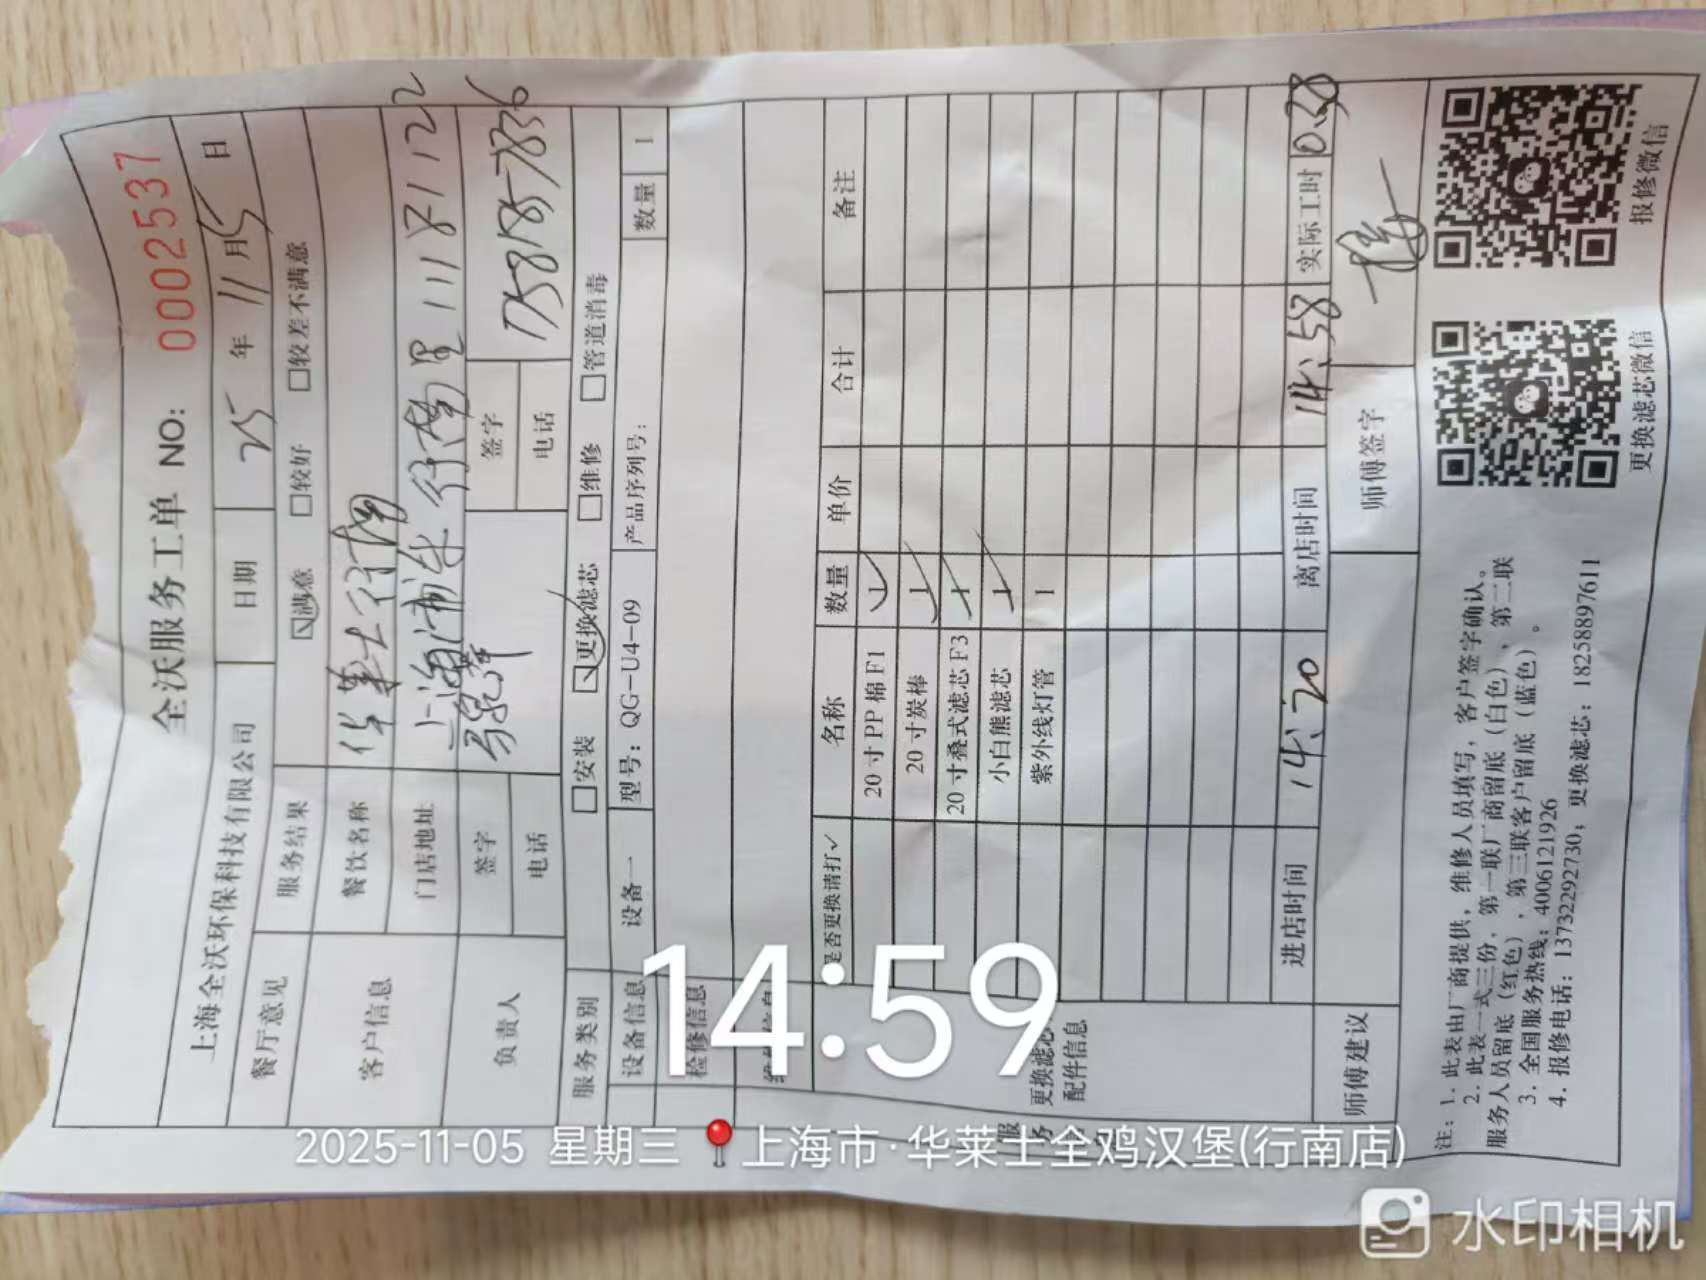 全沃服务工单 NO: 0002537
上海全沃环保科技有限公司 日期 25 年 11 月 5 日
餐厅意见 服务结果 ☑满意 □较好 □较差不满意
客户信息 餐饮名称 华莱士行南
门店地址 上海浦东行南路1118/122
负责人 签字 签字
电话 电话
服务类别 □安装 ☑更换滤芯 □维修 □管道消毒
设备信息 设备一 型号: QG-U4-09 产品序列号: 数量 1
检修信息
是否更换请打✓ 名称 数量 单价 合计 备注
20寸PP棉F1 1
20寸炭棒 1
20寸叠式滤芯F3 1
小白熊滤芯 1
紫外线灯管 1
更换滤芯
配件信息
进店时间 14:20 离店时间 14:58 实际工时 0.38
师傅建议 师傅签字
注: 1. 此表由厂商提供, 维修人员填写, 客户签字确认。
2. 此表一式三份, 第一联厂商留底(白色)、第二联
服务人员留底(红色), 第三联客户留底(蓝色)。
3. 全国服务热线: 4006121926
4. 报修电话: 13732292730; 更换滤芯: 18258897611
更换滤芯微信 报修微信
14:59
2025-11-05 星期三 上海市·华莱士全鸡汉堡(行南店)
水印相机